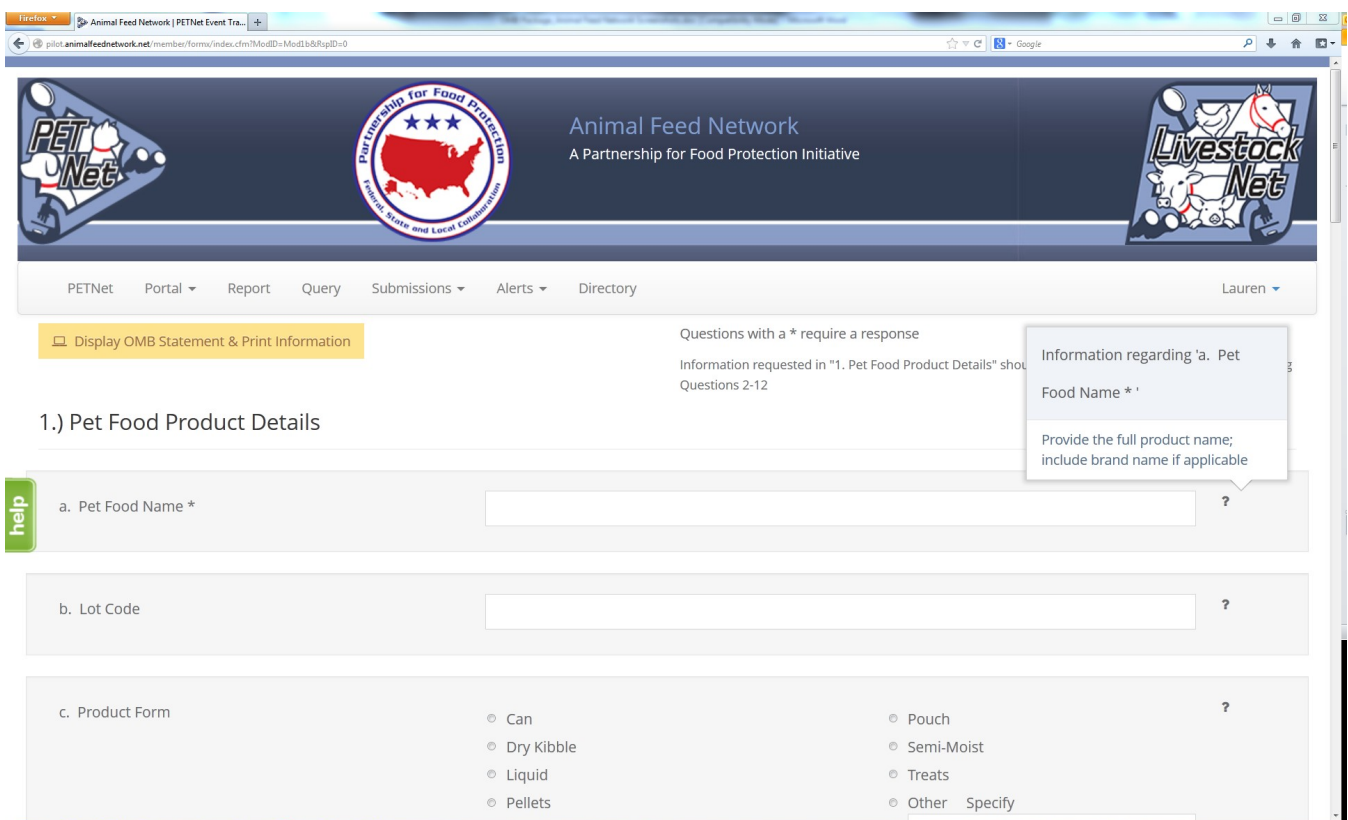 Firefox
Animal Feed Network | PETNet Event Tra...
pilot.animalfeednetwork.net/member/formx/index.cfm?ModID=Mod1b&RspID=0
Google
PET
Net
Partnership for Food Protection
Federal, State and Local Collaboration
Animal Feed Network
A Partnership for Food Protection Initiative
Livestock
Net
PETNet Portal Report Query Submissions Alerts Directory Lauren
Display OMB Statement & Print Information
Questions with a * require a response
Information requested in "1. Pet Food Product Details"
Questions 2-12
Information regarding 'a. Pet
Food Name * '
Provide the full product name;
include brand name if applicable
1.) Pet Food Product Details
help
a. Pet Food Name * ?
b. Lot Code ?
c. Product Form ?
Can Pouch
Dry Kibble Semi-Moist
Liquid Treats
Pellets Other Specify